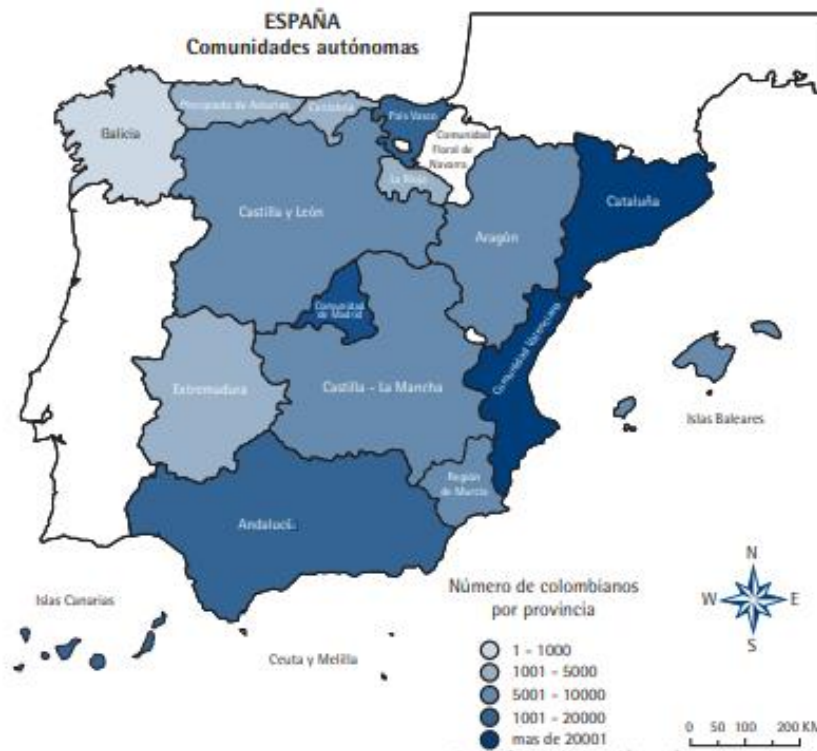 ESPAÑA
Comunidades autónomas
Galicia
Principado de Asturias
Cantabria
País Vasco
Comunidad
Floral de
Navarra
La Rioja
Castilla y León
Aragón
Cataluña
Comunidad
de Madrid
Comunidad Valenciana
Extremadura
Castilla - La Mancha
Islas Baleares
Región
de Murcia
Andalucí.
Islas Canarias
Ceuta y Melilla
Número de colombianos
por provincia
1 - 1000
1001 - 5000
5001 - 10000
1001 - 20000
mas de 20001
N
W
E
S
0 50 100 200 KM